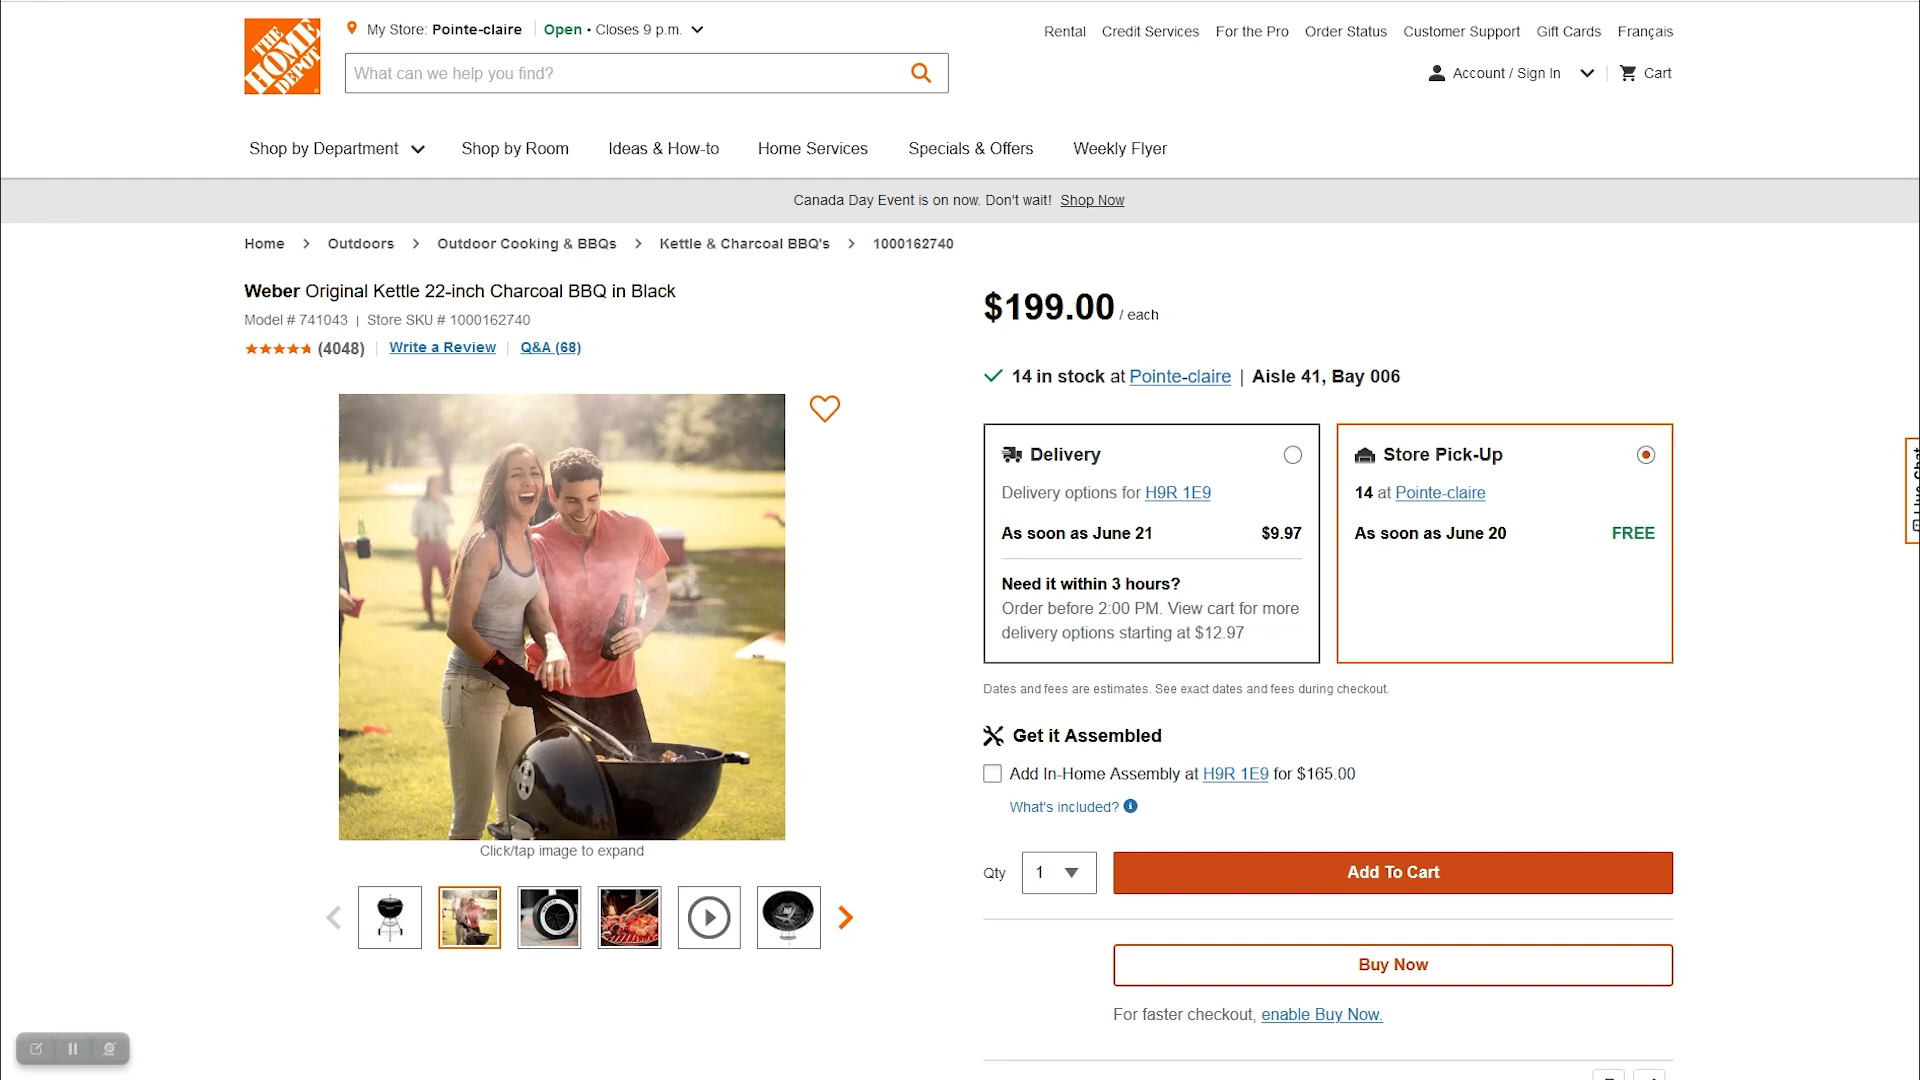 THE HOME DEPOT
My Store: Pointe-claire
Open • Closes 9 p.m.
Rental
Credit Services
For the Pro
Order Status
Customer Support
Gift Cards
Français
What can we help you find?
Account / Sign In
Cart
Shop by Department
Shop by Room
Ideas & How-to
Home Services
Specials & Offers
Weekly Flyer
Canada Day Event is on now. Don't wait! Shop Now
Home > Outdoors > Outdoor Cooking & BBQs > Kettle & Charcoal BBQ's > 1000162740
Weber Original Kettle 22-inch Charcoal BBQ in Black
Model # 741043 | Store SKU # 1000162740
(4048) | Write a Review | Q&A (68)
Click/tap image to expand
$199.00 / each
14 in stock at Pointe-claire | Aisle 41, Bay 006
Delivery
Delivery options for H9R 1E9
As soon as June 21 $9.97
Need it within 3 hours?
Order before 2:00 PM. View cart for more
delivery options starting at $12.97
Store Pick-Up
14 at Pointe-claire
As soon as June 20 FREE
Dates and fees are estimates. See exact dates and fees during checkout.
Get it Assembled
Add In-Home Assembly at H9R 1E9 for $165.00
What's included?
Qty 1
Add To Cart
Buy Now
For faster checkout, enable Buy Now.